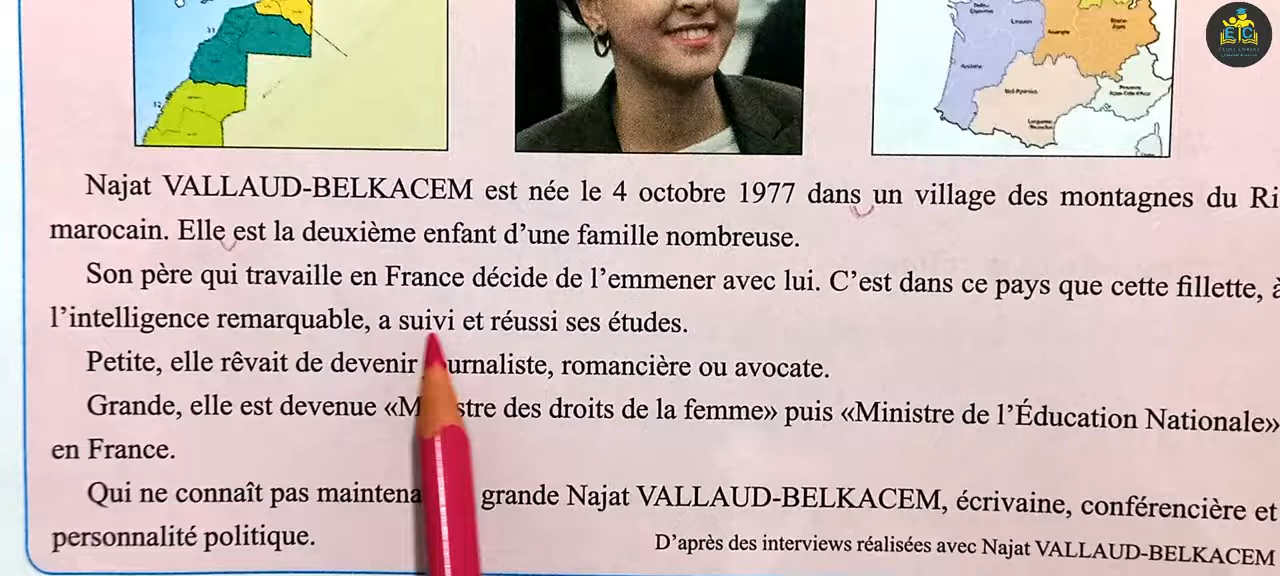 Najat VALLAUD-BELKACEM est née le 4 octobre 1977 dans un village des montagnes du Ri
marocain. Elle est la deuxième enfant d’une famille nombreuse.
Son père qui travaille en France décide de l’emmener avec lui. C’est dans ce pays que cette fillette, à
l’intelligence remarquable, a suivi et réussi ses études.
Petite, elle rêvait de devenir urnaliste, romancière ou avocate.
Grande, elle est devenue «M stre des droits de la femme» puis «Ministre de l’Éducation Nationale»
en France.
Qui ne connaît pas maintena grande Najat VALLAUD-BELKACEM, écrivaine, conférencière et
personnalité politique.
D’après des interviews réalisées avec Najat VALLAUD-BELKACEM